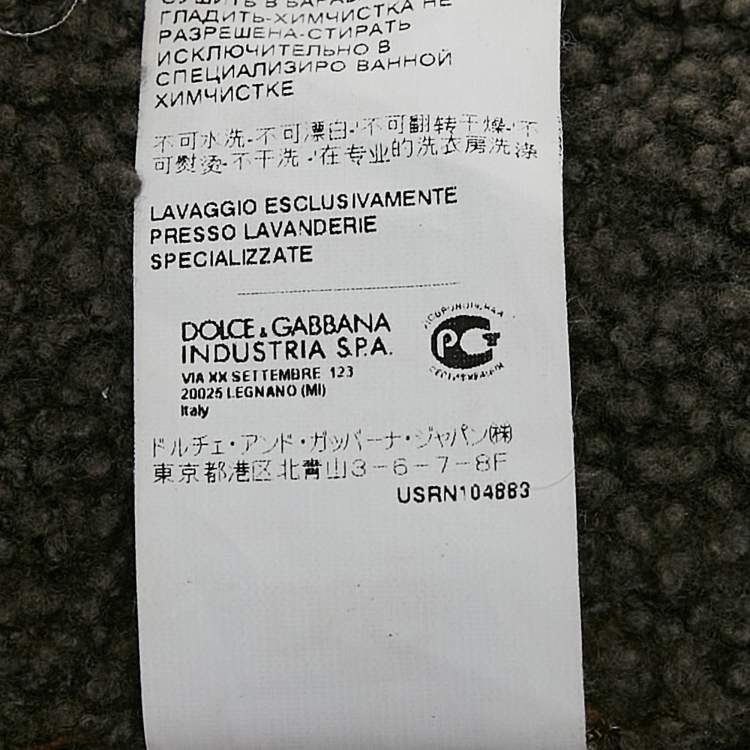 СУШИТЬ В БАРАБ
ГЛАДИТЬ-ХИМЧИСТКА НЕ
РАЗРЕШЕНА-СТИРАТЬ
ИСКЛЮЧИТЕЛЬНО В
СПЕЦИАЛИЗИРО ВАННОЙ
ХИМЧИСТКЕ
不可水洗-不可漂白-不可翻转干燥-不
可熨烫-不干洗-在专业的洗衣房洗涤
LAVAGGIO ESCLUSIVAMENTE
PRESSO LAVANDERIE
SPECIALIZZATE
DOLCE & GABBANA
INDUSTRIA S.P.A.
VIA XX SETTEMBRE 123
20025 LEGNANO (MI)
Italy
PCT
ドルチェ・アンド・ガッバーナ・ジャパン㈱
東京都港区北青山3-6-7-8F
USRN104883